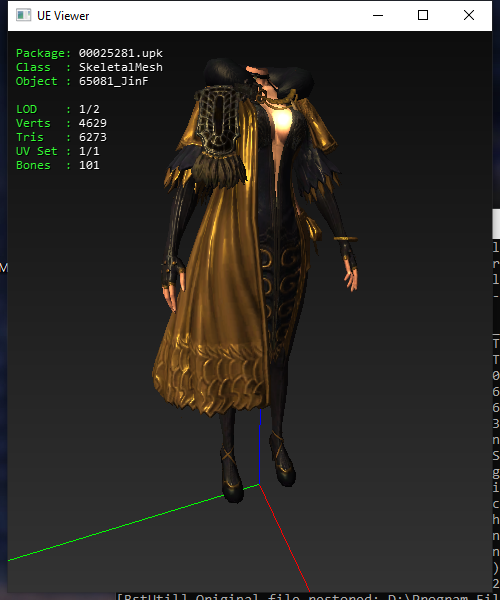 UE Viewer
Package: 00025281.upk
Class : SkeletalMesh
Object : 65081_JinF
LOD : 1/2
Verts : 4629
Tris : 6273
UV Set : 1/1
Bones : 101
[BstUtil] Original file restored: D:\Program Fil